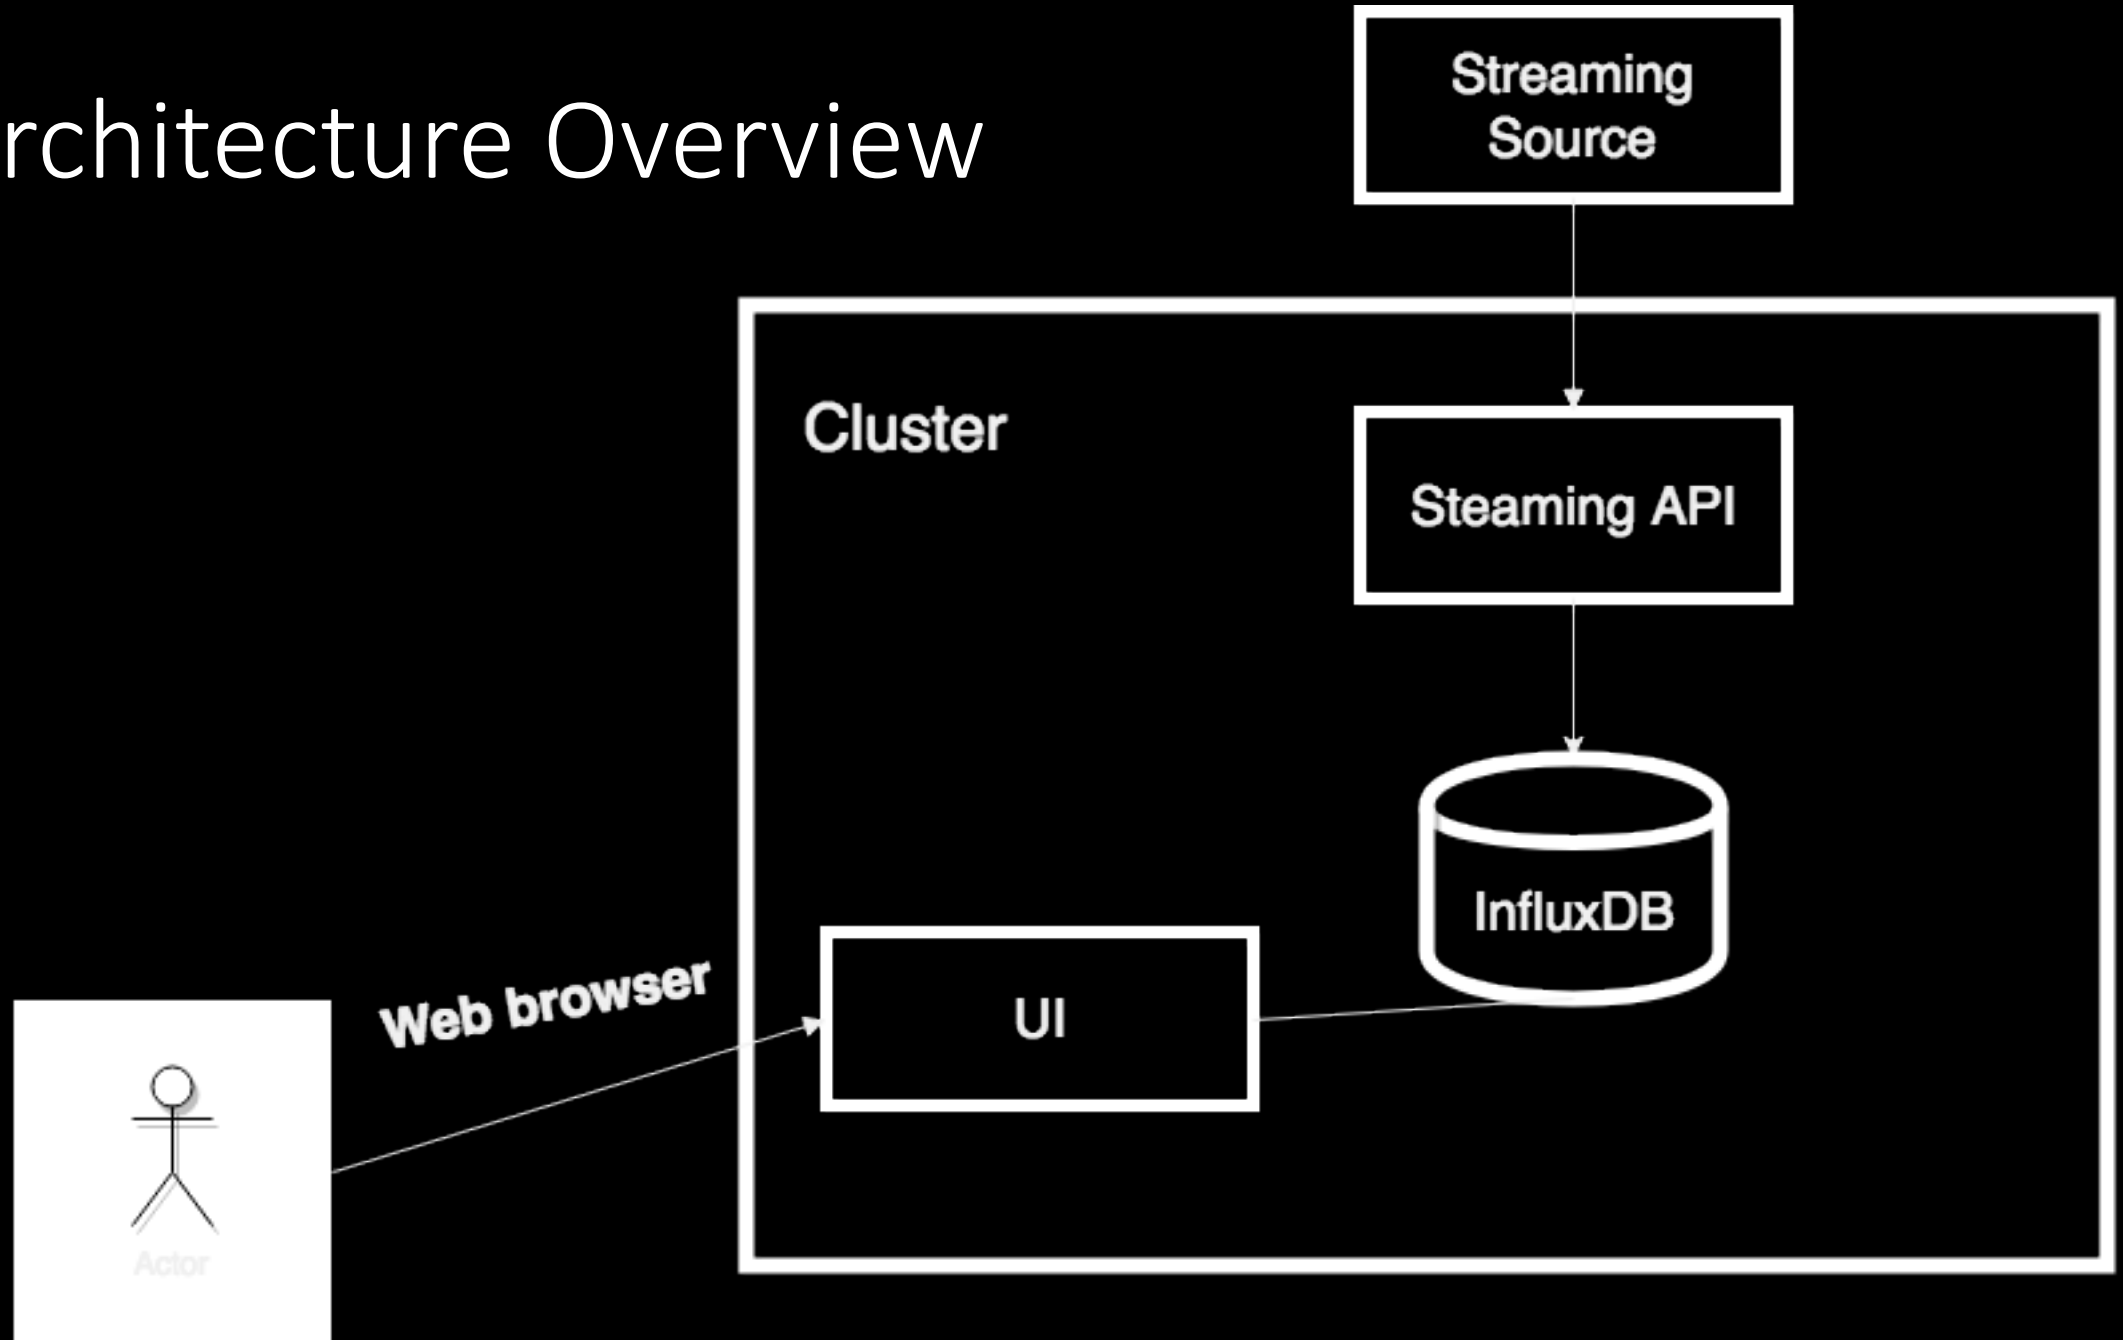 rchitecture Overview
Streaming
Source
Cluster
Steaming API
InfluxDB
Web browser
UI
Actor